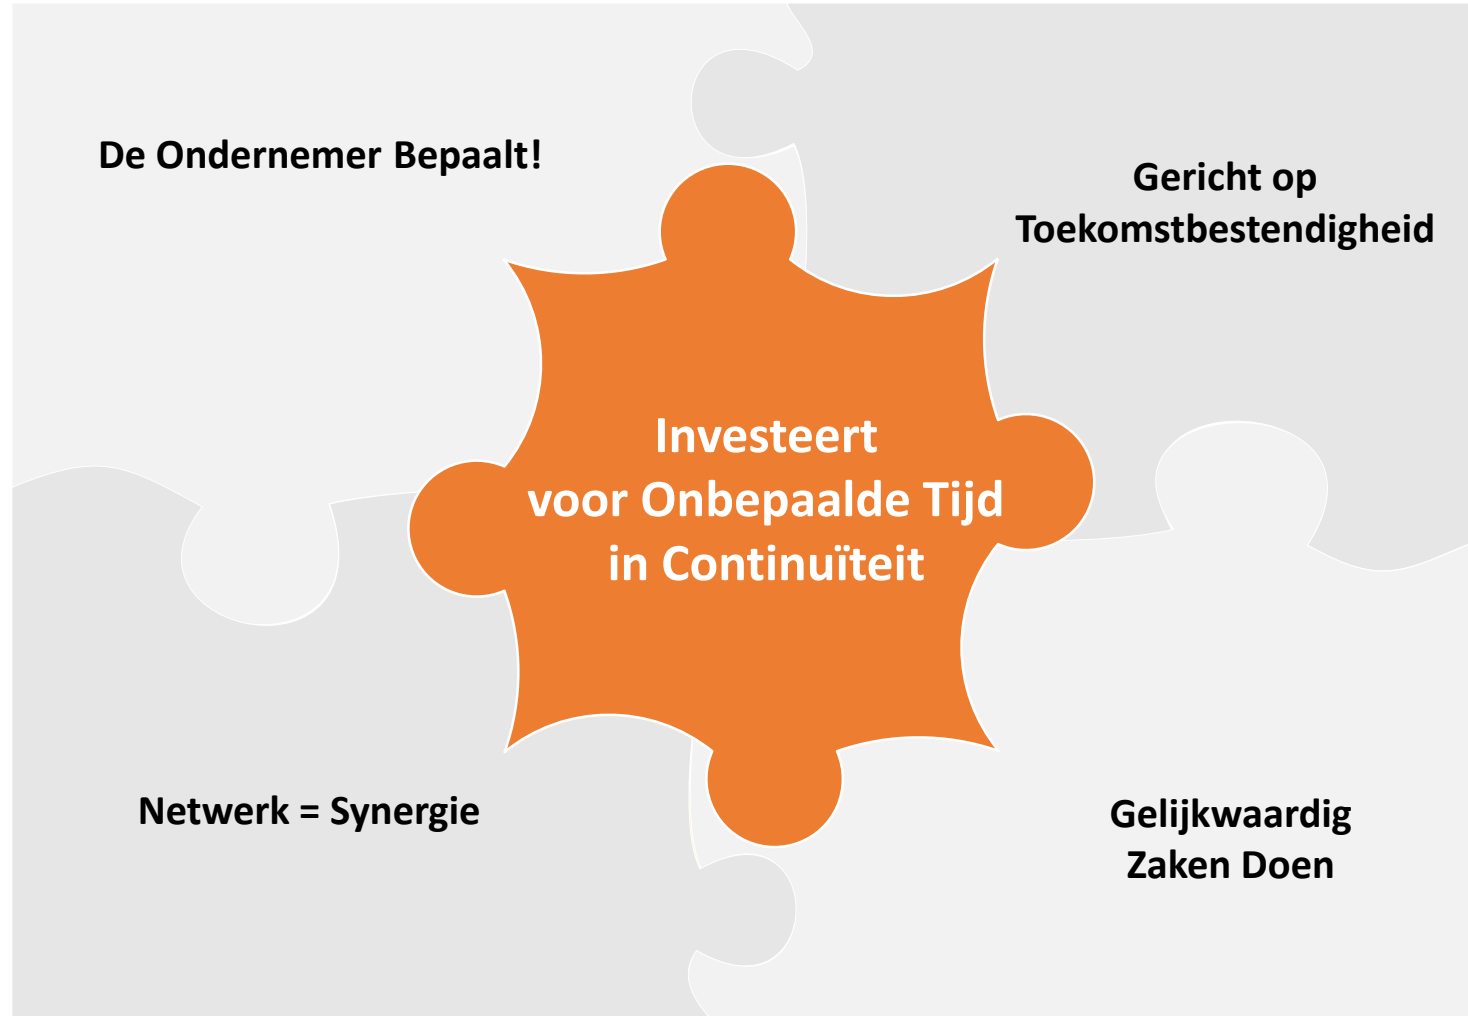 De Ondernemer Bepaalt!
Gericht op
Toekomstbestendigheid
Investeert
voor Onbepaalde Tijd
in Continuïteit
Netwerk = Synergie
Gelijkwaardig
Zaken Doen